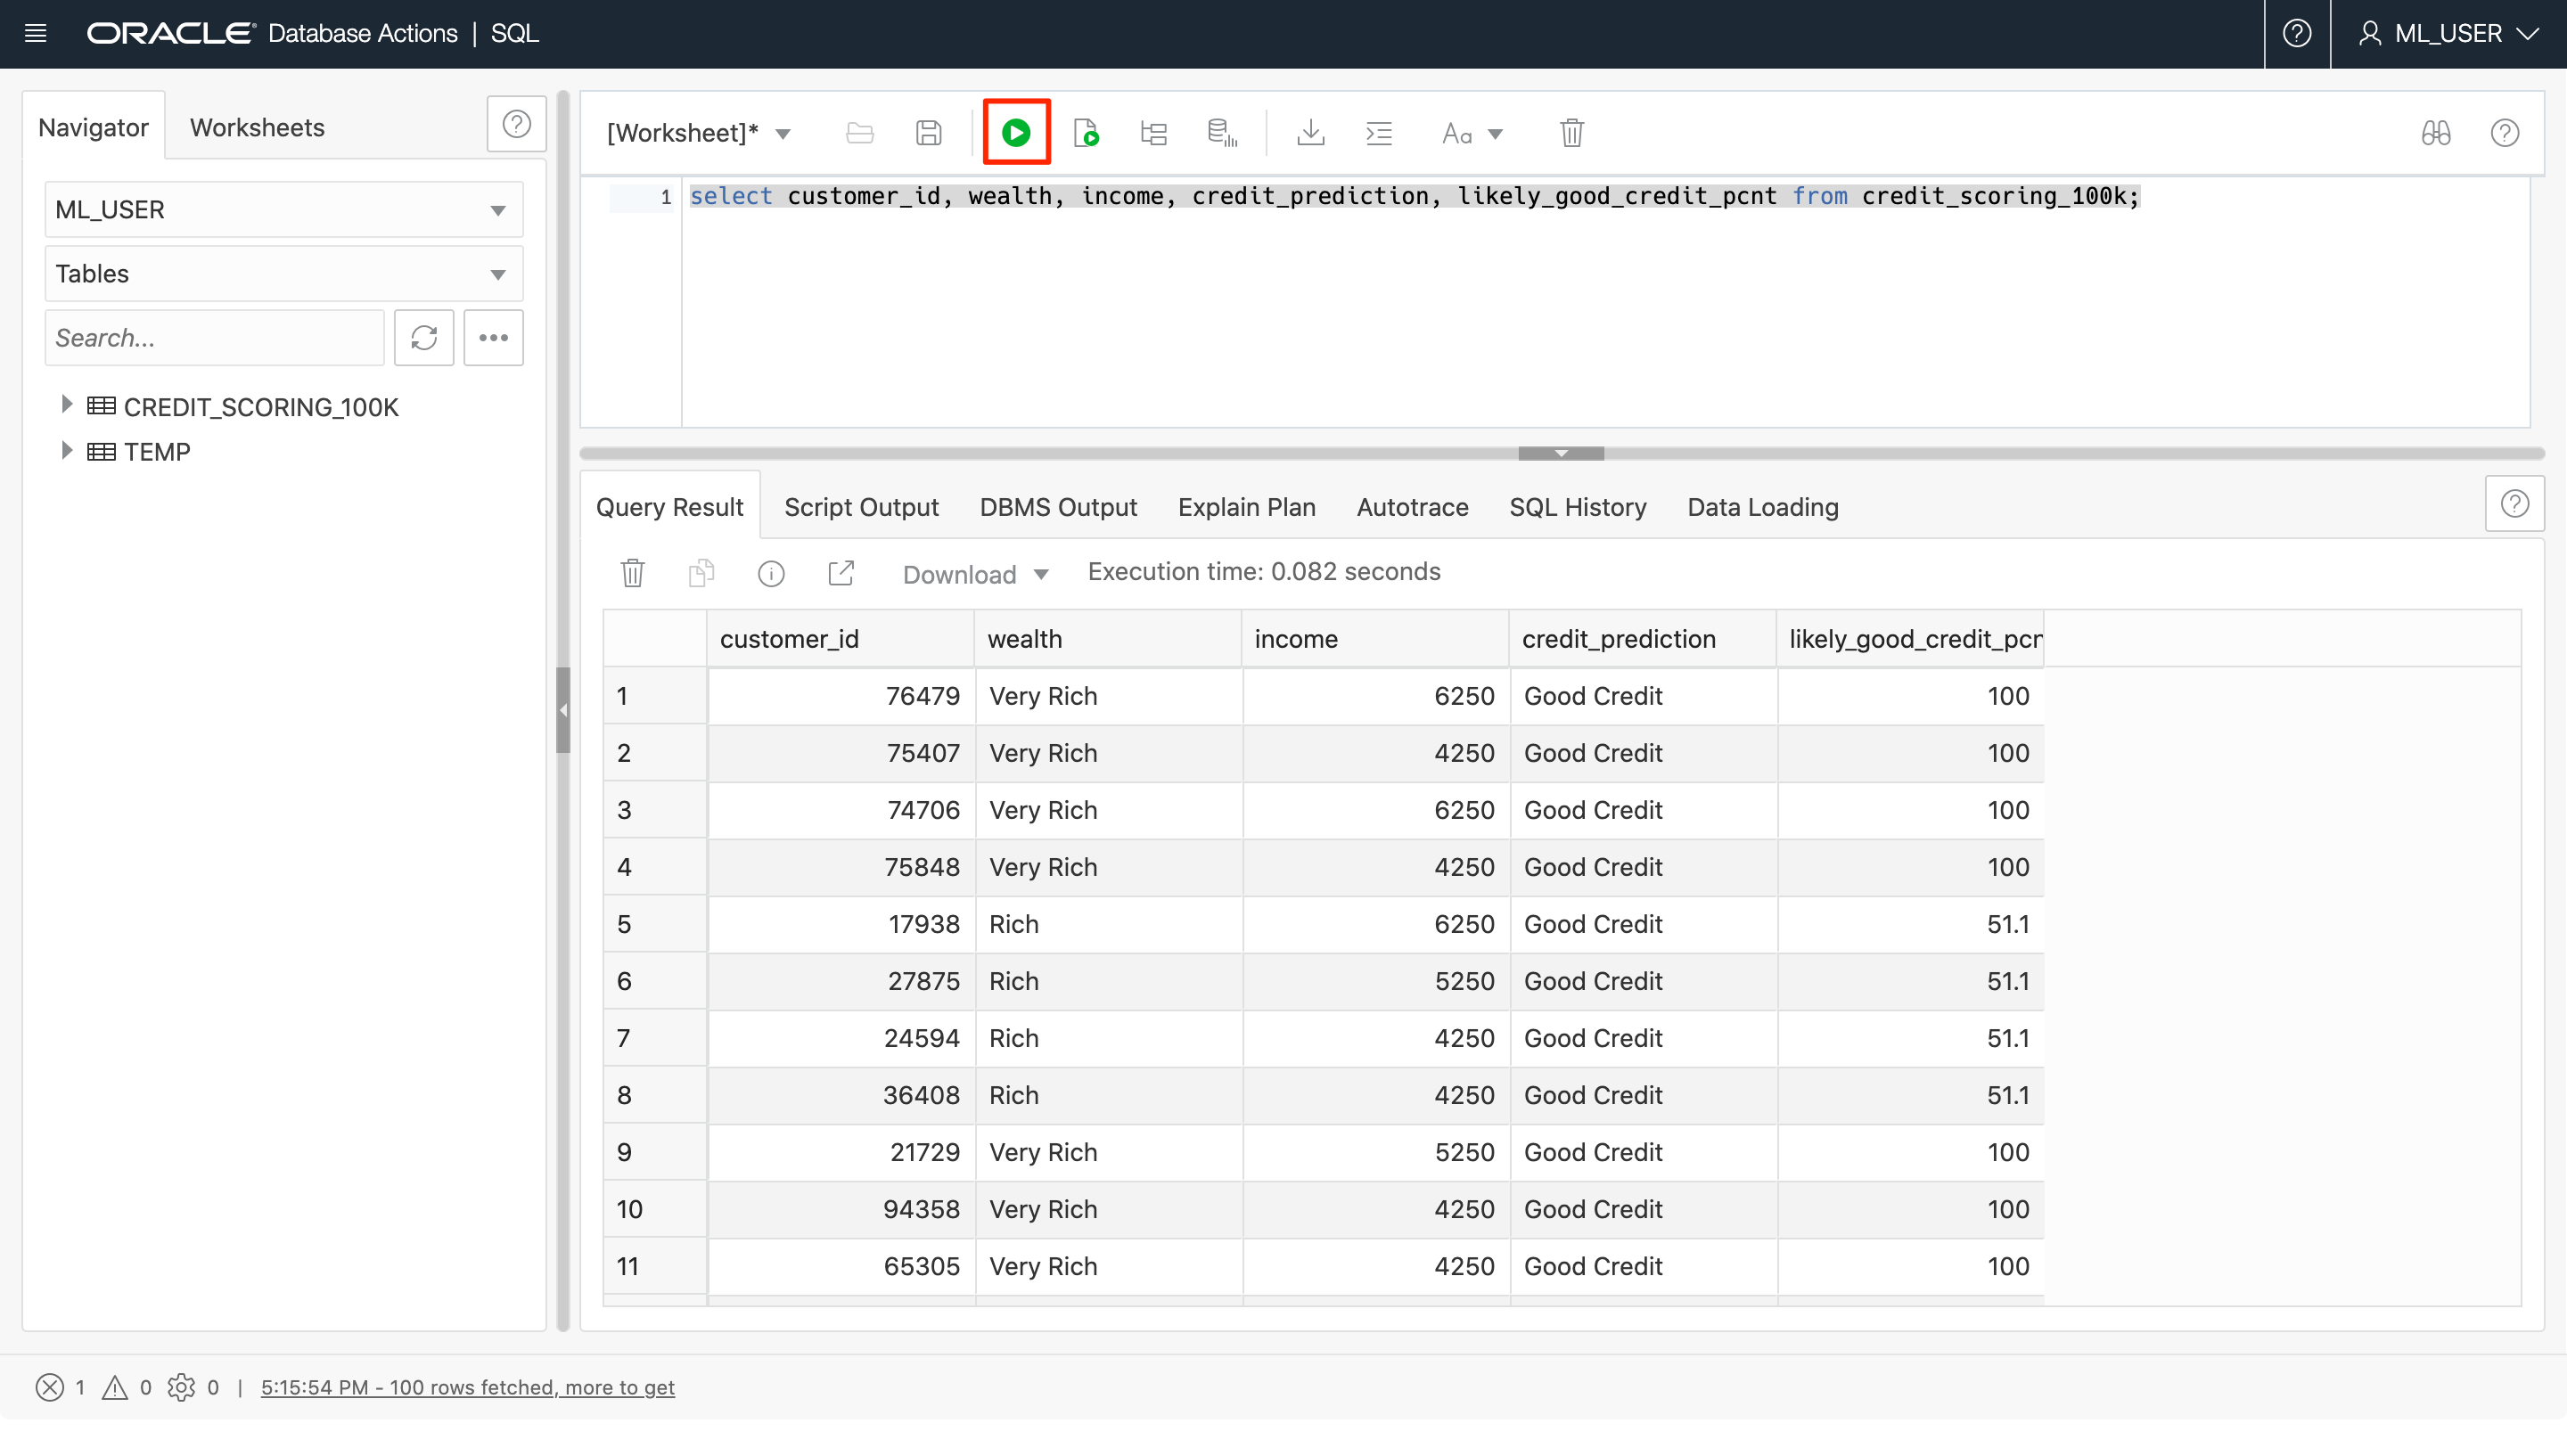 ORACLE Database Actions | SQL
ML_USER
Navigator
Worksheets
ML_USER
Tables
Search...
CREDIT_SCORING_100K
TEMP
[Worksheet]*
Aa
1 select customer_id, wealth, income, credit_prediction, likely_good_credit_pcnt from credit_scoring_100k;
Query Result Script Output DBMS Output Explain Plan Autotrace SQL History Data Loading
Download Execution time: 0.082 seconds
customer_id wealth income credit_prediction likely_good_credit_pcn
1 76479 Very Rich 6250 Good Credit 100
2 75407 Very Rich 4250 Good Credit 100
3 74706 Very Rich 6250 Good Credit 100
4 75848 Very Rich 4250 Good Credit 100
5 17938 Rich 6250 Good Credit 51.1
6 27875 Rich 5250 Good Credit 51.1
7 24594 Rich 4250 Good Credit 51.1
8 36408 Rich 4250 Good Credit 51.1
9 21729 Very Rich 5250 Good Credit 100
10 94358 Very Rich 4250 Good Credit 100
11 65305 Very Rich 4250 Good Credit 100
1 0 0 | 5:15:54 PM - 100 rows fetched, more to get